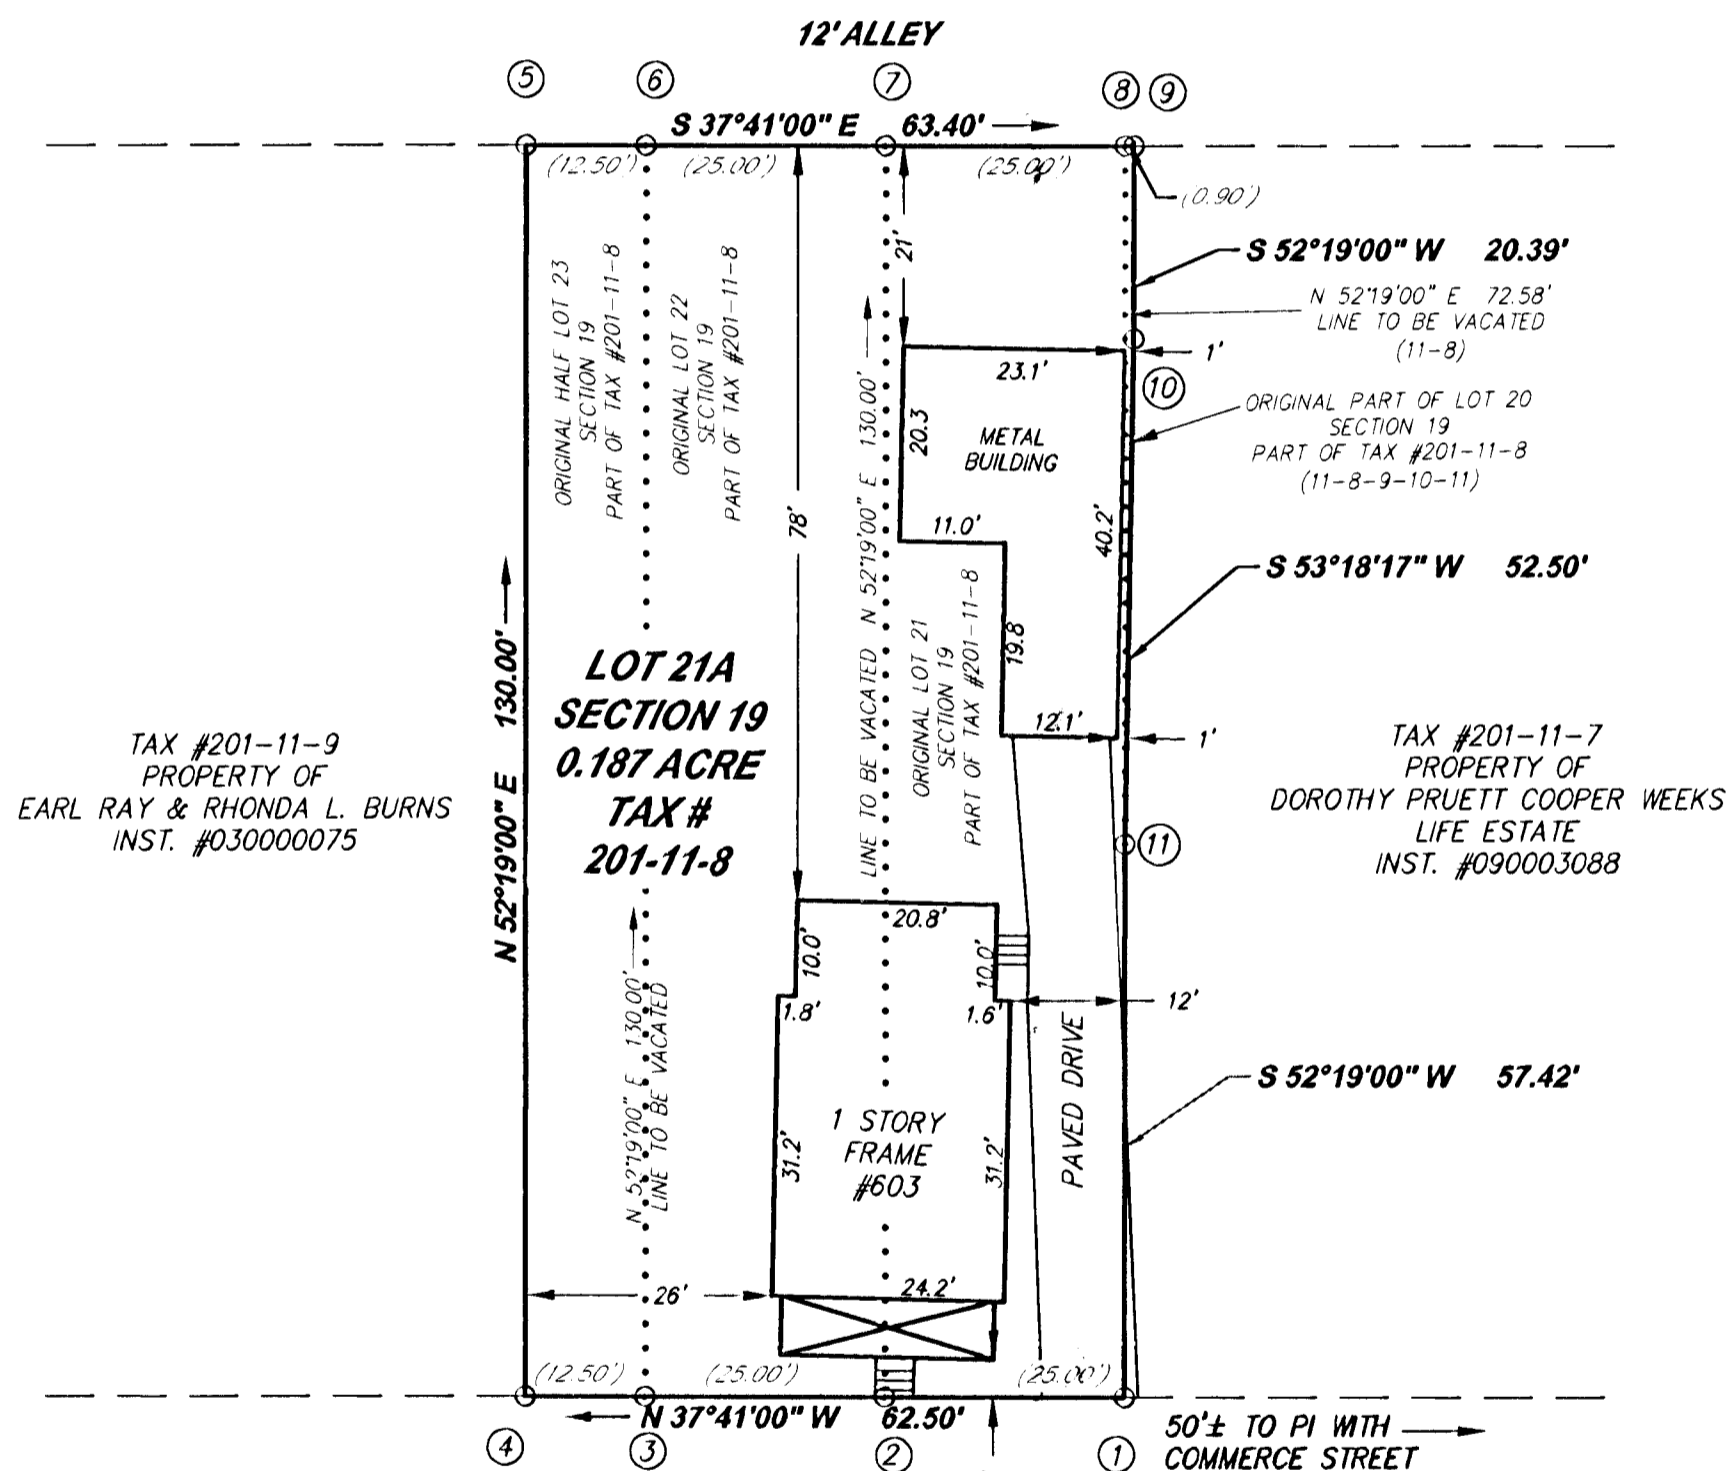 12' ALLEY
5 6 7 8 9
S 37°41'00" E 63.40'
(12.50') (25.00') (25.00')
(0.90')
S 52°19'00" W 20.39'
N 52°19'00" E 72.58'
LINE TO BE VACATED
(11-8)
1'
10
ORIGINAL PART OF LOT 20
SECTION 19
PART OF TAX #201-11-8
(11-8-9-10-11)
S 53°18'17" W 52.50'
ORIGINAL HALF LOT 23
SECTION 19
PART OF TAX #201-11-8
ORIGINAL LOT 22
SECTION 19
PART OF TAX #201-11-8
78'
21'
23.1'
20.3
METAL
BUILDING
11.0'
40.2'
19.8
12.1'
1'
LINE TO BE VACATED N 52°19'00" E 130.00'
ORIGINAL LOT 21
SECTION 19
PART OF TAX #201-11-8
N 52°19'00" E 130.00'
LOT 21A
SECTION 19
0.187 ACRE
TAX #
201-11-8
TAX #201-11-9
PROPERTY OF
EARL RAY & RHONDA L. BURNS
INST. #030000075
TAX #201-11-7
PROPERTY OF
DOROTHY PRUETT COOPER WEEKS
LIFE ESTATE
INST. #090003088
11
20.8'
10.0'
10.0'
1.8'
1.6'
12'
N 52°19'00" E 130.00'
LINE TO BE VACATED
PAVED DRIVE
S 52°19'00" W 57.42'
1 STORY
FRAME
#603
31.2'
31.2'
24.2'
26'
(12.50') (25.00') (25.00')
N 37°41'00" W 62.50'
4 3 2 1
50'± TO PI WITH
COMMERCE STREET